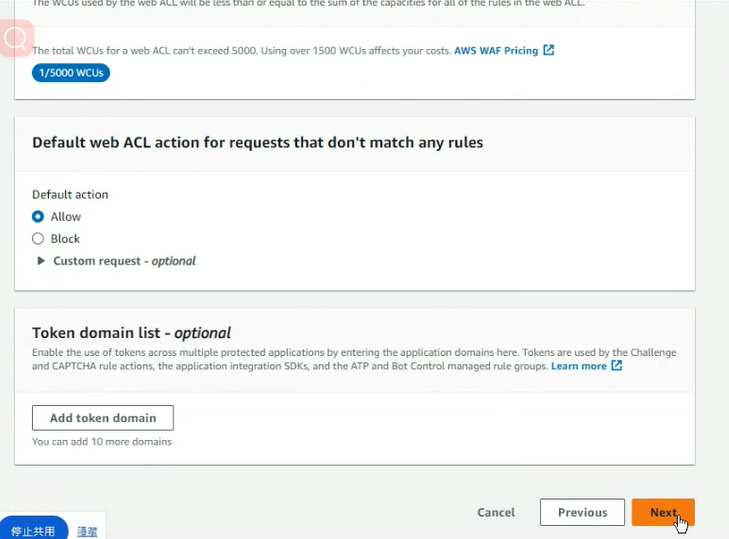 The WCUs used by the web ACL will be less than or equal to the sum of the capacities for all of the rules in the web ACL.
The total WCUs for a web ACL can't exceed 5000. Using over 1500 WCUs affects your costs. AWS WAF Pricing
1/5000 WCUs
Default web ACL action for requests that don't match any rules
Default action
Allow
Block
Custom request - optional
Token domain list - optional
Enable the use of tokens across multiple protected applications by entering the application domains here. Tokens are used by the Challenge
and CAPTCHA rule actions, the application integration SDKs, and the ATP and Bot Control managed rule groups. Learn more
Add token domain
You can add 10 more domains
Cancel
Previous
Next
停止共用
隱藏